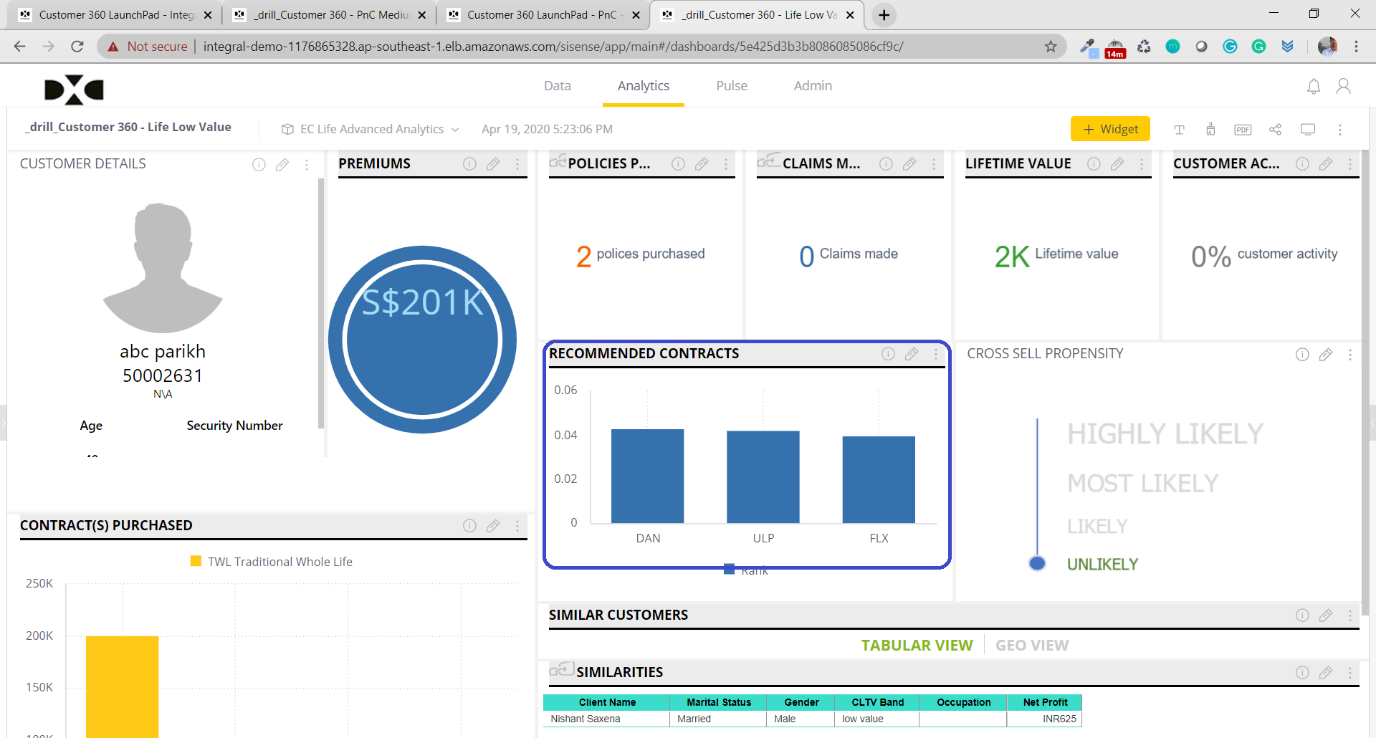 Customer 360 LaunchPad - Integ
_drill_Customer 360 - PnC Mediu
Customer 360 LaunchPad - PnC -
_drill_Customer 360 - Life Low Va
Not secure | integral-demo-1176865328.ap-southeast-1.elb.amazonaws.com/sisense/app/main#/dashboards/5e425d3b3b8086085086cf9c/
14m
Data Analytics Pulse Admin
_drill_Customer 360 - Life Low Value
EC Life Advanced Analytics
Apr 19, 2020 5:23:06 PM
+ Widget
PDF
CUSTOMER DETAILS
abc parikh
50002631
N\A
Age Security Number
PREMIUMS
S$201K
POLICIES P...
2 polices purchased
CLAIMS M...
0 Claims made
LIFETIME VALUE
2K Lifetime value
CUSTOMER AC...
0% customer activity
RECOMMENDED CONTRACTS
0.06
0.04
0.02
0
DAN ULP FLX
Rank
CROSS SELL PROPENSITY
HIGHLY LIKELY
MOST LIKELY
LIKELY
UNLIKELY
CONTRACT(S) PURCHASED
TWL Traditional Whole Life
250K
200K
150K
100K
SIMILAR CUSTOMERS
TABULAR VIEW GEO VIEW
SIMILARITIES
Client Name Marital Status Gender CLTV Band Occupation Net Profit
Nishant Saxena Married Male low value INR625